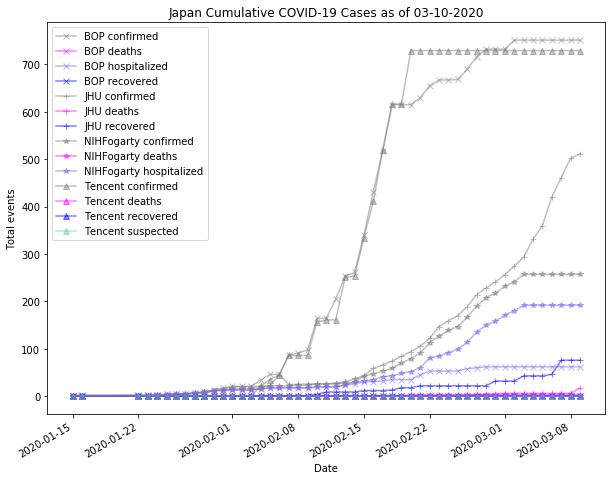 Japan Cumulative COVID-19 Cases as of 03-10-2020
BOP confirmed
BOP deaths
BOP hospitalized
BOP recovered
JHU confirmed
JHU deaths
JHU recovered
NIHFogarty confirmed
NIHFogarty deaths
NIHFogarty hospitalized
Tencent confirmed
Tencent deaths
Tencent recovered
Tencent suspected
Total events
700
600
500
400
300
200
100
0
2020-01-15
2020-01-22
2020-02-01
2020-02-08
2020-02-15
2020-02-22
2020-03-01
2020-03-08
Date